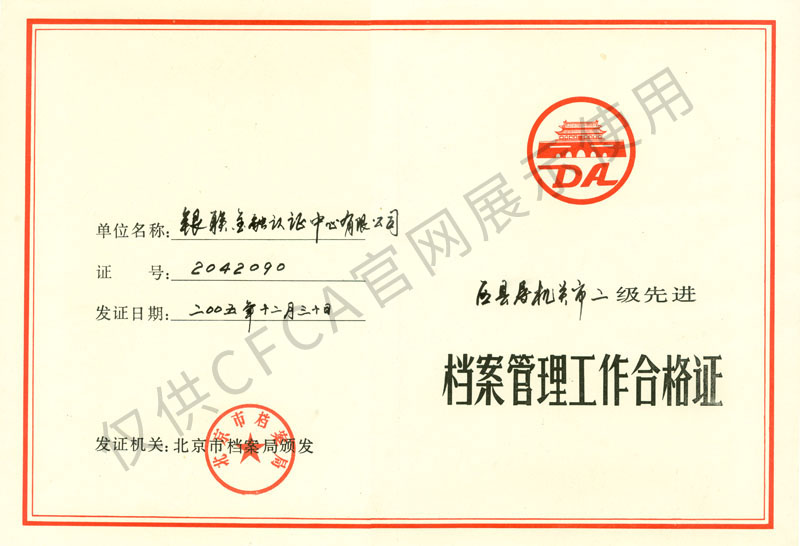 单位名称：银联金融认证中心有限公司
证 号：2042090
发证日期：二00五年十二月三十日
发证机关：北京市档案局颁发
北京市档案局
DA
区县局机关市二级先进
档案管理工作合格证
仅供CFCA官网展示使用